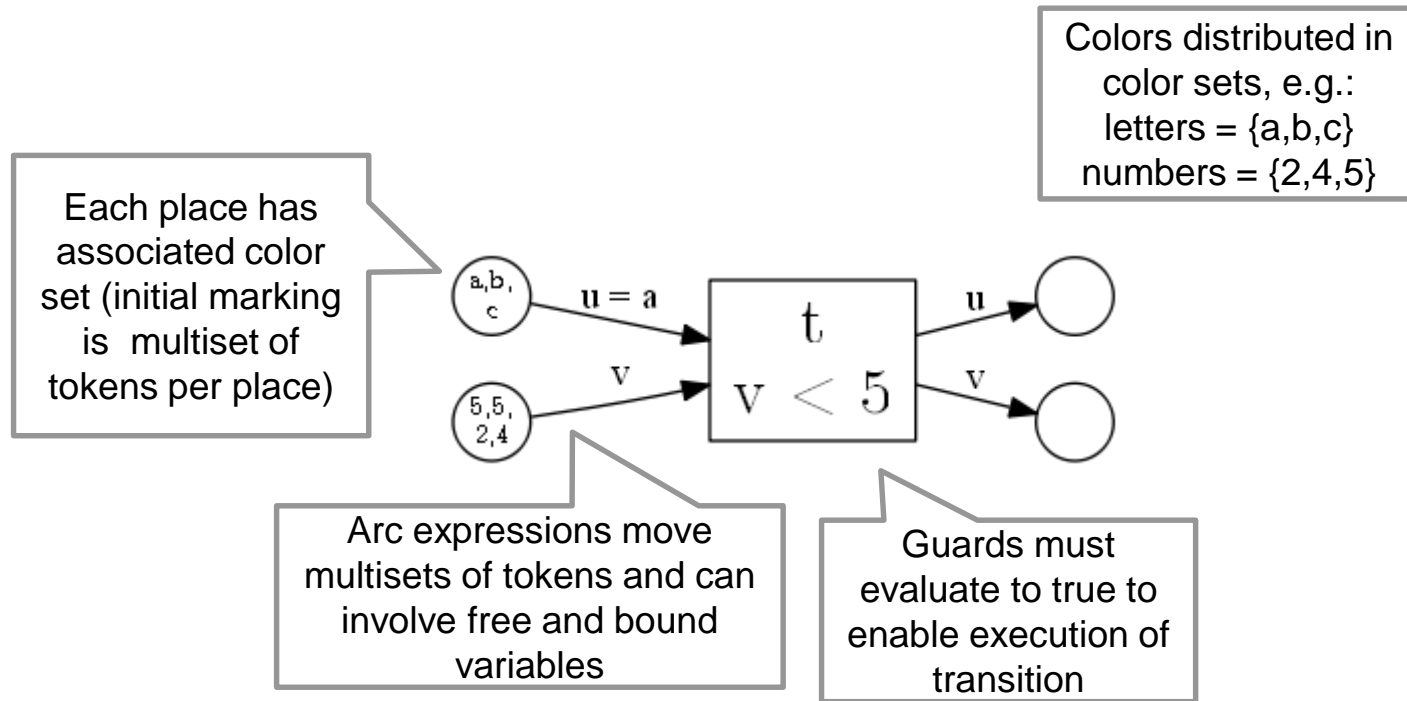 Colors distributed in
color sets, e.g.:
letters = {a,b,c}
numbers = {2,4,5}
Each place has
associated color
set (initial marking
is multiset of
tokens per place)
a,b,
c
u = a
t
u
5,5,
2,4
v
v < 5
v
Arc expressions move
multisets of tokens and can
involve free and bound
variables
Guards must
evaluate to true to
enable execution of
transition